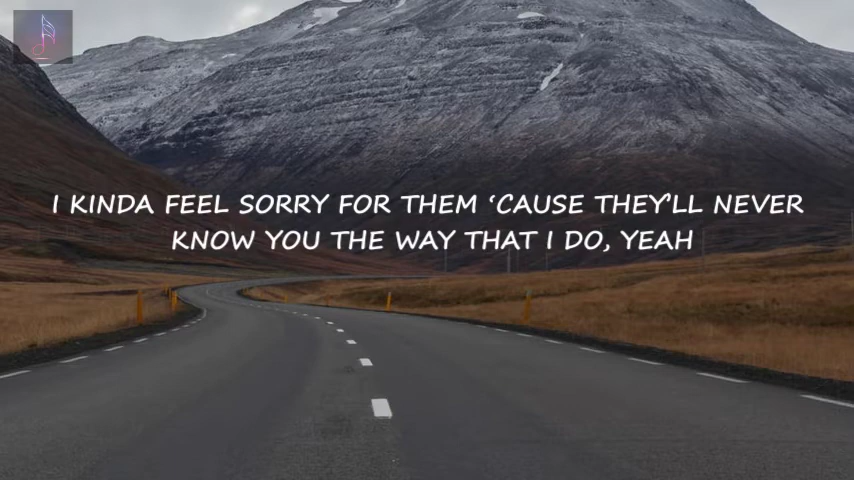 I KINDA FEEL SORRY FOR THEM ‘CAUSE THEY’LL NEVER
KNOW YOU THE WAY THAT I DO, YEAH